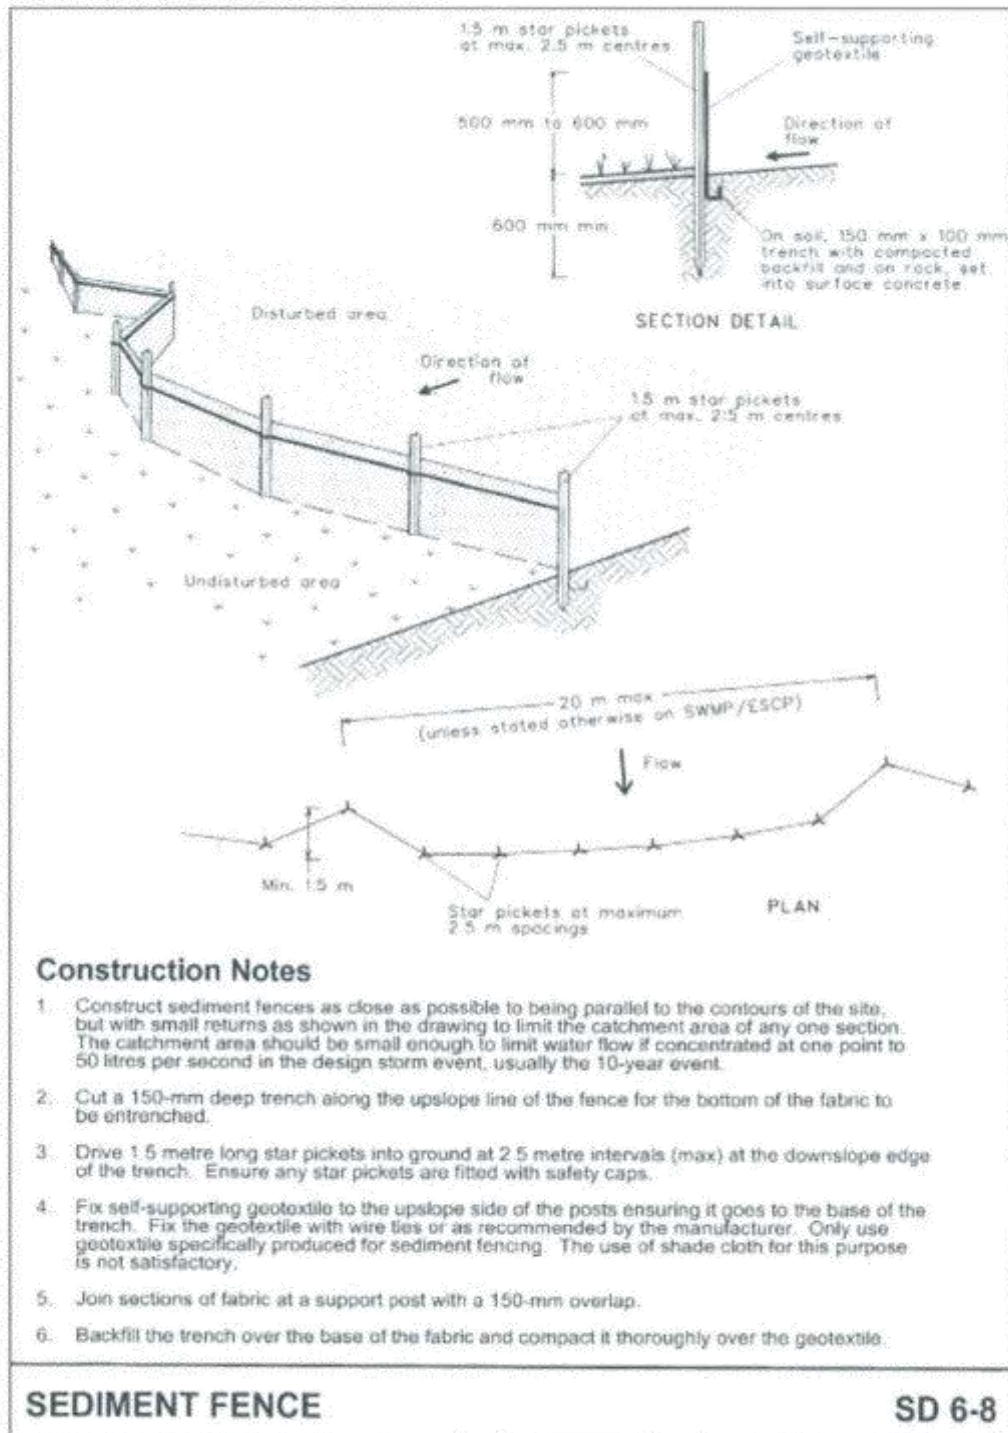 1.5 m star pickets
at max. 2.5 m centres
Self-supporting
geotextile
500 mm to 600 mm
Direction of
flow
600 mm min
On soil, 150 mm x 100 mm
trench with compacted
backfill and on rock, set
into surface concrete
SECTION DETAIL
Disturbed area
Direction of
flow
1.5 m star pickets
at max. 2.5 m centres
Undisturbed area
20 m max
(unless stated otherwise on SWMP/ESCP)
Flow
Min. 1.5 m
Star pickets at maximum
2.5 m spacings
PLAN
Construction Notes
1. Construct sediment fences as close as possible to being parallel to the contours of the site,
but with small returns as shown in the drawing to limit the catchment area of any one section.
The catchment area should be small enough to limit water flow if concentrated at one point to
50 litres per second in the design storm event, usually the 10-year event.
2. Cut a 150-mm deep trench along the upslope line of the fence for the bottom of the fabric to
be entrenched.
3. Drive 1.5 metre long star pickets into ground at 2.5 metre intervals (max) at the downslope edge
of the trench. Ensure any star pickets are fitted with safety caps.
4. Fix self-supporting geotextile to the upslope side of the posts ensuring it goes to the base of the
trench. Fix the geotextile with wire ties or as recommended by the manufacturer. Only use
geotextile specifically produced for sediment fencing. The use of shade cloth for this purpose
is not satisfactory.
5. Join sections of fabric at a support post with a 150-mm overlap.
6. Backfill the trench over the base of the fabric and compact it thoroughly over the geotextile.
SEDIMENT FENCE
SD 6-8